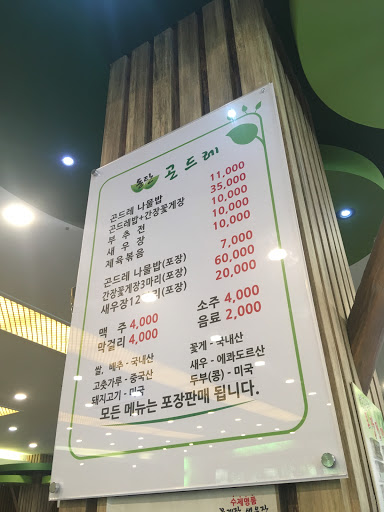 곤드레
곤드레 나물밥 11,000
곤드레밥+간장꽃게장 35,000
부추전 10,000
새우장 10,000
제육볶음 10,000
곤드레 나물밥(포장) 7,000
간장꽃게장3마리(포장) 60,000
새우장12 (포장) 20,000
맥주 4,000 소주 4,000
막걸리 4,000 음료 2,000
쌀, 배추 - 국내산 꽃게 - 국내산
고춧가루 - 중국산 새우 - 에콰도르산
돼지고기 - 미국 두부(콩) - 미국
모든 메뉴는 포장판매 됩니다.
수제명품